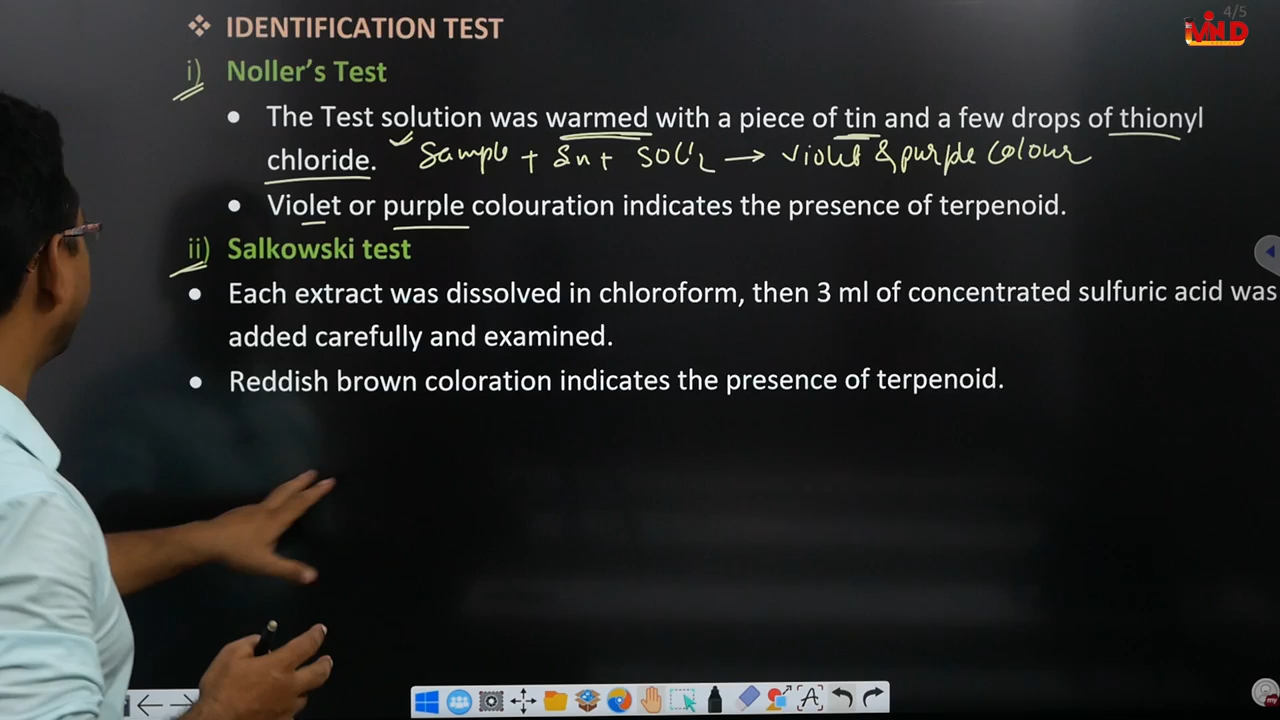 4/5
MIND
❖ IDENTIFICATION TEST
i) Noller's Test
• The Test solution was warmed with a piece of tin and a few drops of thionyl
chloride. Sample + Sn + SOCl2 → violet & purple colour
• Violet or purple colouration indicates the presence of terpenoid.
ii) Salkowski test
• Each extract was dissolved in chloroform, then 3 ml of concentrated sulfuric acid was
added carefully and examined.
• Reddish brown coloration indicates the presence of terpenoid.